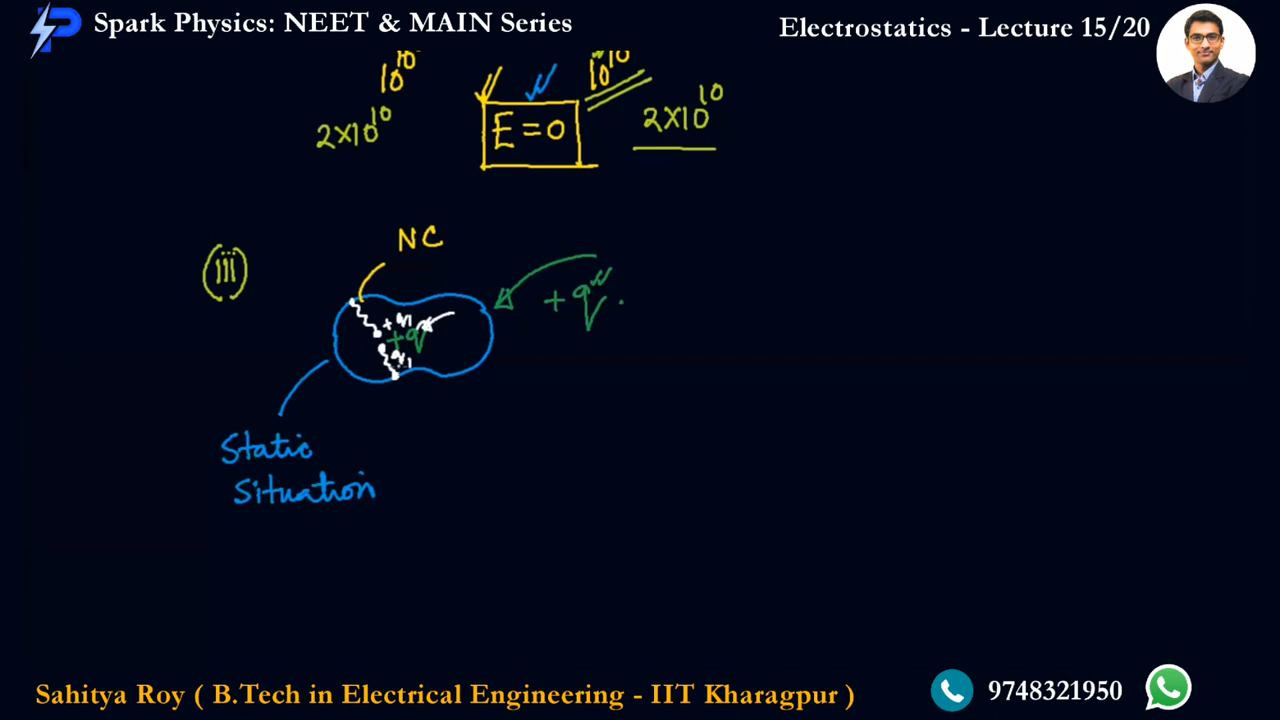 Spark Physics: NEET & MAIN Series
Electrostatics - Lecture 15/20
10^10
10^10
2×10^10
E = 0
2×10^10
(iii)
NC
+q
+q
+q
Static
Situation
Sahitya Roy ( B.Tech in Electrical Engineering - IIT Kharagpur )
9748321950